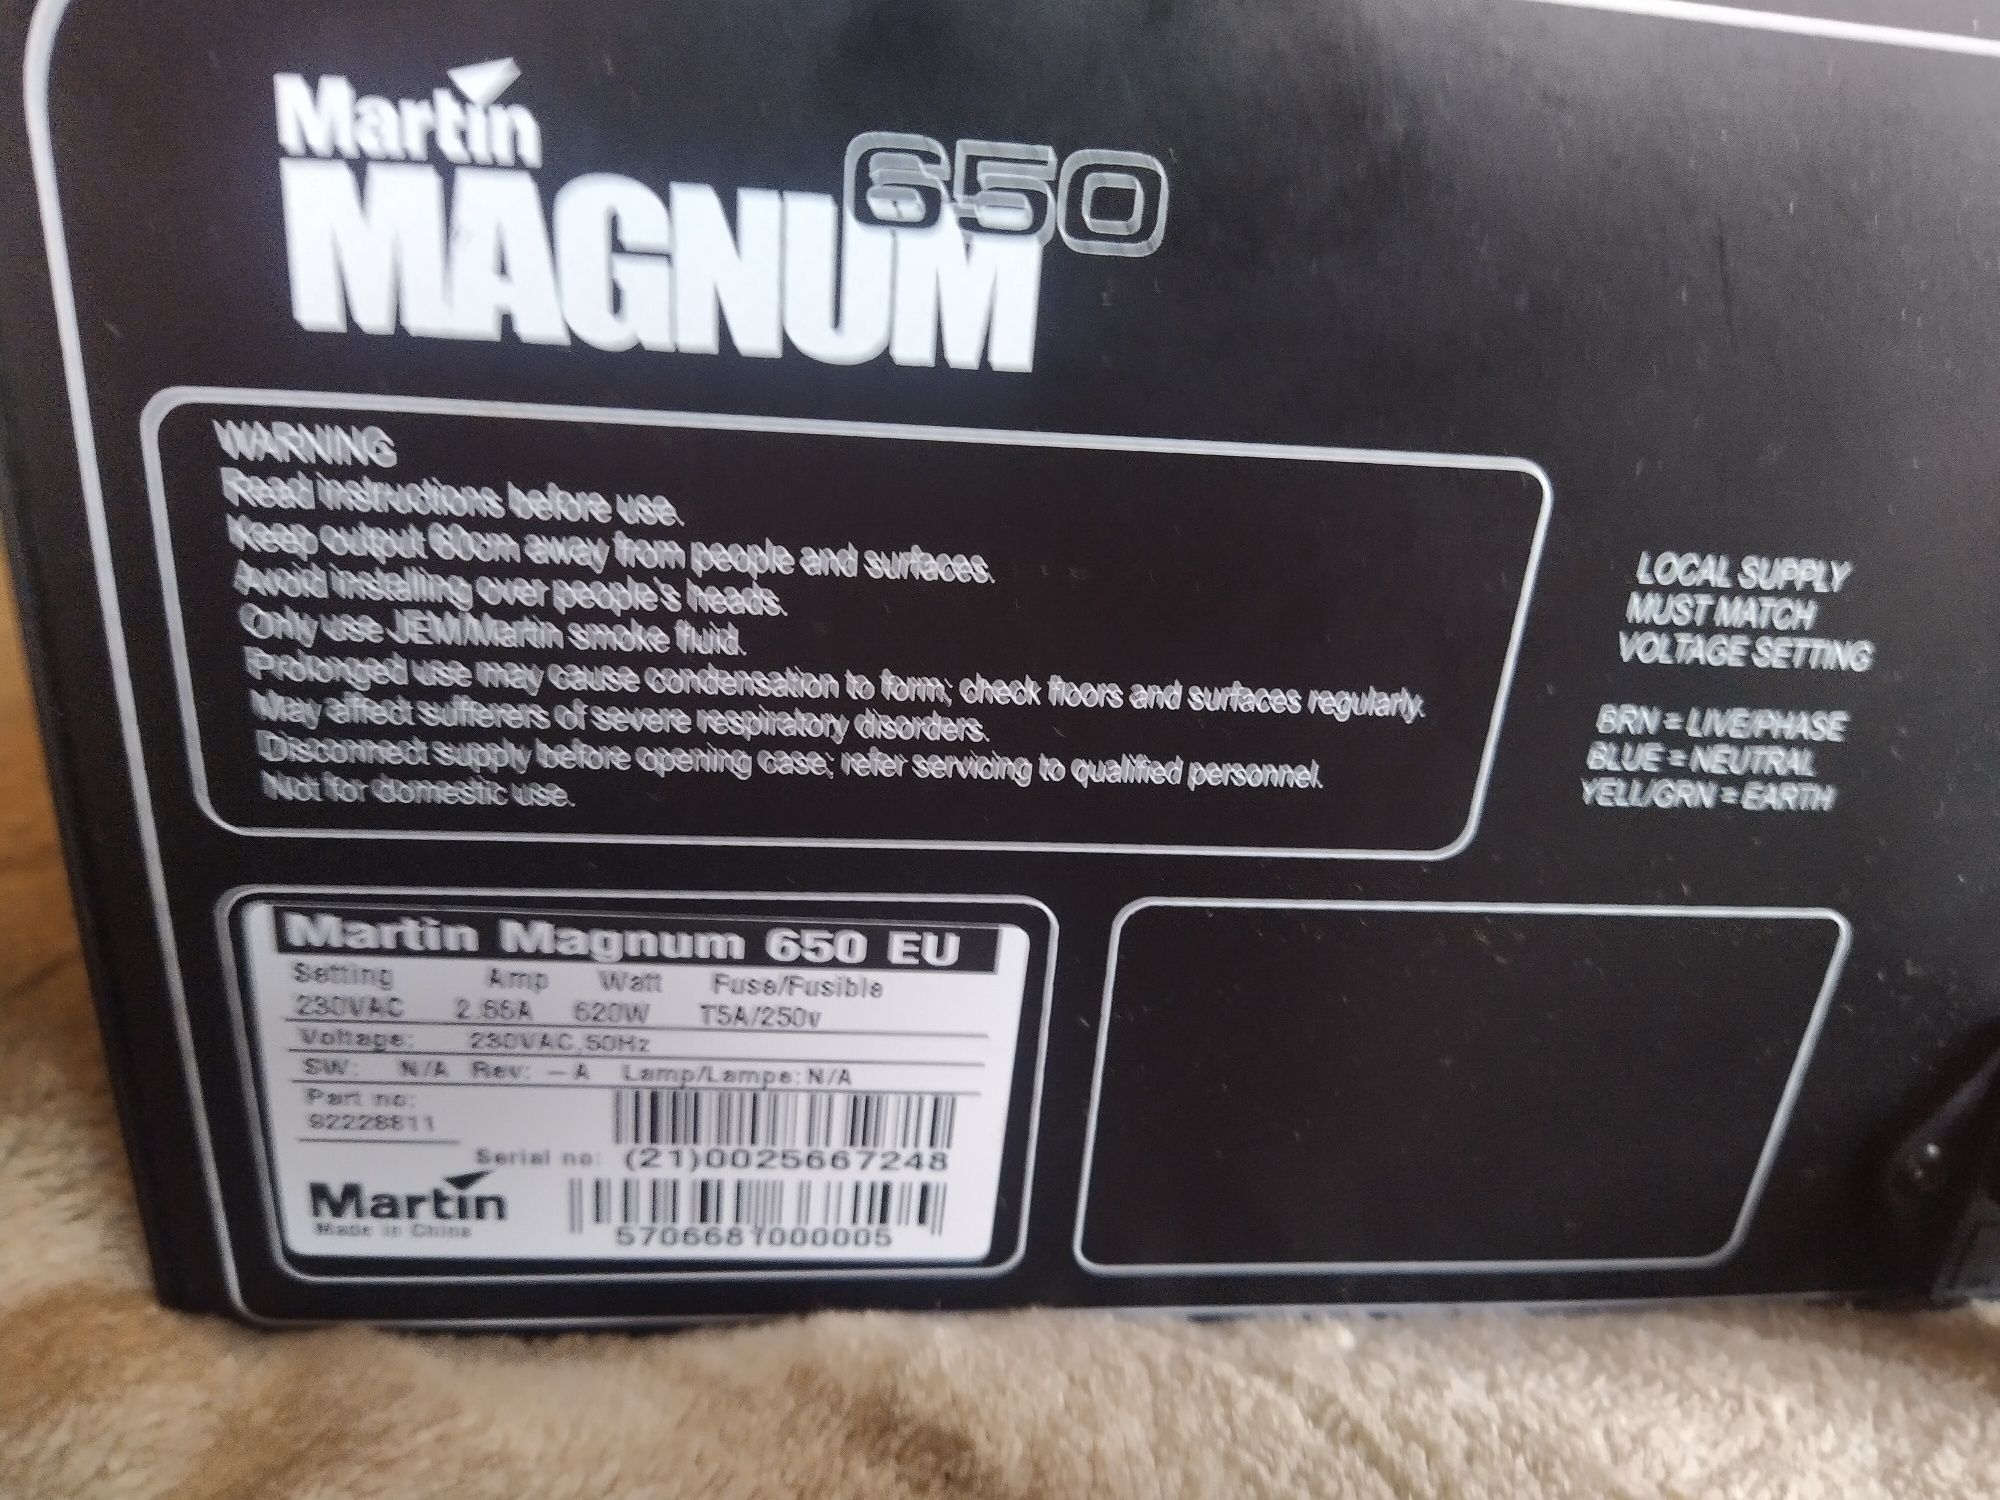 Martin
MAGNUM 650
WARNING
Read instructions before use.
Keep output 60cm away from people and surfaces.
Avoid installing over people's heads.
Only use JEM/Martin smoke fluid.
Prolonged use may cause condensation to form; check floors and surfaces regularly.
May affect sufferers of severe respiratory disorders.
Disconnect supply before opening case; refer servicing to qualified personnel.
Not for domestic use.
LOCAL SUPPLY
MUST MATCH
VOLTAGE SETTING
BRN = LIVE/PHASE
BLUE = NEUTRAL
YELL/GRN = EARTH
Martin Magnum 650 EU
Setting Amp Watt Fuse/Fusible
230VAC 2.65A 620W T5A/250v
Voltage: 230VAC,50Hz
SW: N/A Rev: -A Lamp/Lampe: N/A
Part no:
92228811
Serial no: (21)0025667248
Martin
Made in China
5706681000005